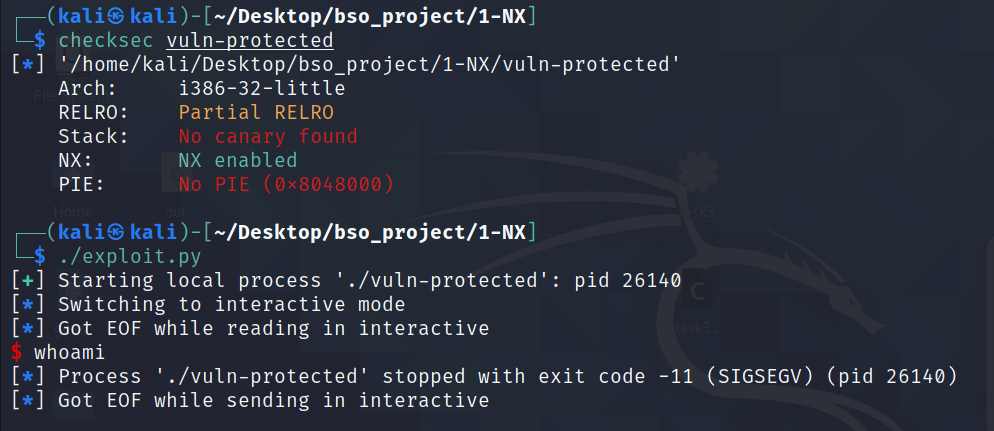 ┌──(kali㉿kali)-[~/Desktop/bso_project/1-NX]
└─$ checksec vuln-protected
[*] '/home/kali/Desktop/bso_project/1-NX/vuln-protected'
    Arch:     i386-32-little
    RELRO:    Partial RELRO
    Stack:    No canary found
    NX:       NX enabled
    PIE:      No PIE (0×8048000)
Home
out
task3
┌──(kali㉿kali)-[~/Desktop/bso_project/1-NX]
└─$ ./exploit.py
[+] Starting local process './vuln-protected': pid 26140
[*] Switching to interactive mode
[*] Got EOF while reading in interactive
C
task3.c
$ whoami
[*] Process './vuln-protected' stopped with exit code -11 (SIGSEGV) (pid 26140)
[*] Got EOF while sending in interactive